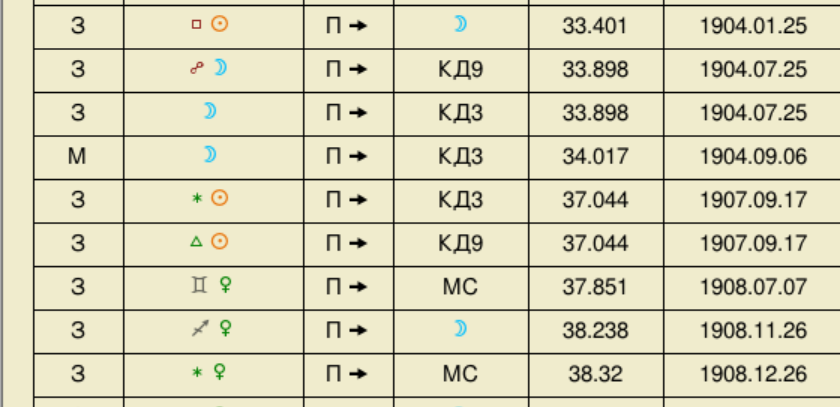 З □ ☉ П → ☽ 33.401 1904.01.25
З ☍ ☽ П → КД9 33.898 1904.07.25
З ☽ П → КД3 33.898 1904.07.25
М ☽ П → КД3 34.017 1904.09.06
З ⚹ ☉ П → КД3 37.044 1907.09.17
З △ ☉ П → КД9 37.044 1907.09.17
З ♊ ♀ П → МС 37.851 1908.07.07
З ♐ ♀ П → ☽ 38.238 1908.11.26
З ⚹ ♀ П → МС 38.32 1908.12.26